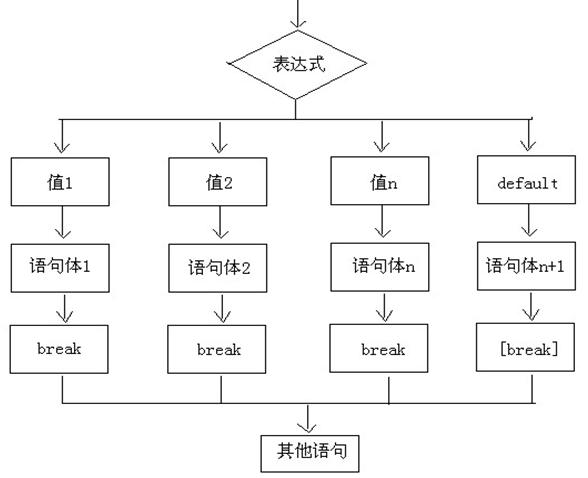 表达式
值1
值2
值n
default
语句体1
语句体2
语句体n
语句体n+1
break
break
break
[break]
其他语句